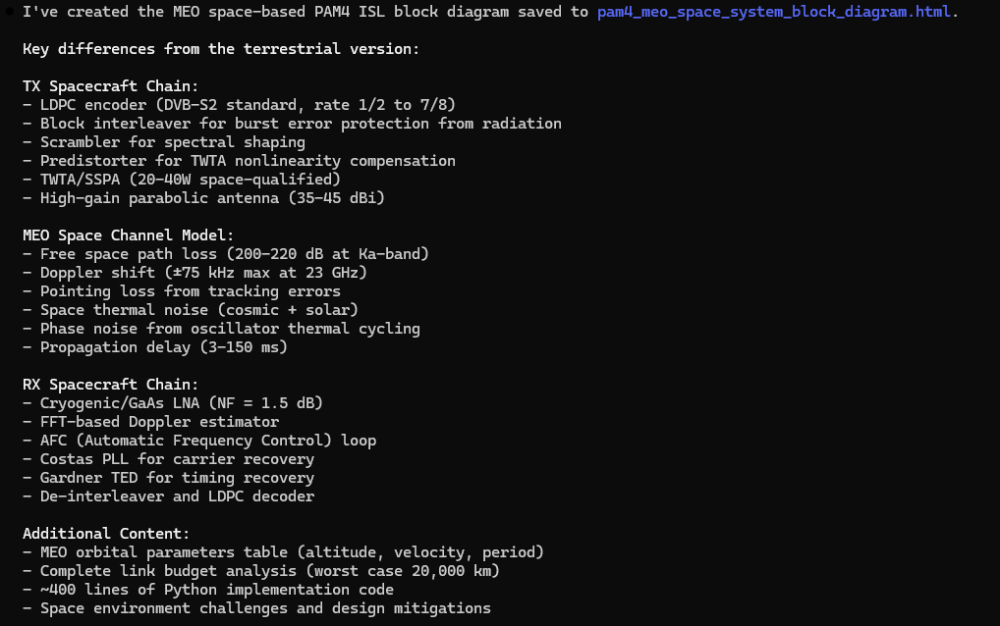 I've created the MEO space-based PAM4 ISL block diagram saved to pam4_meo_space_system_block_diagram.html.
Key differences from the terrestrial version:
TX Spacecraft Chain:
- LDPC encoder (DVB-S2 standard, rate 1/2 to 7/8)
- Block interleaver for burst error protection from radiation
- Scrambler for spectral shaping
- Predistorter for TWTA nonlinearity compensation
- TWTA/SSPA (20-40W space-qualified)
- High-gain parabolic antenna (35-45 dBi)
MEO Space Channel Model:
- Free space path loss (200-220 dB at Ka-band)
- Doppler shift (±75 kHz max at 23 GHz)
- Pointing loss from tracking errors
- Space thermal noise (cosmic + solar)
- Phase noise from oscillator thermal cycling
- Propagation delay (3-150 ms)
RX Spacecraft Chain:
- Cryogenic/GaAs LNA (NF = 1.5 dB)
- FFT-based Doppler estimator
- AFC (Automatic Frequency Control) loop
- Costas PLL for carrier recovery
- Gardner TED for timing recovery
- De-interleaver and LDPC decoder
Additional Content:
- MEO orbital parameters table (altitude, velocity, period)
- Complete link budget analysis (worst case 20,000 km)
- ~400 lines of Python implementation code
- Space environment challenges and design mitigations